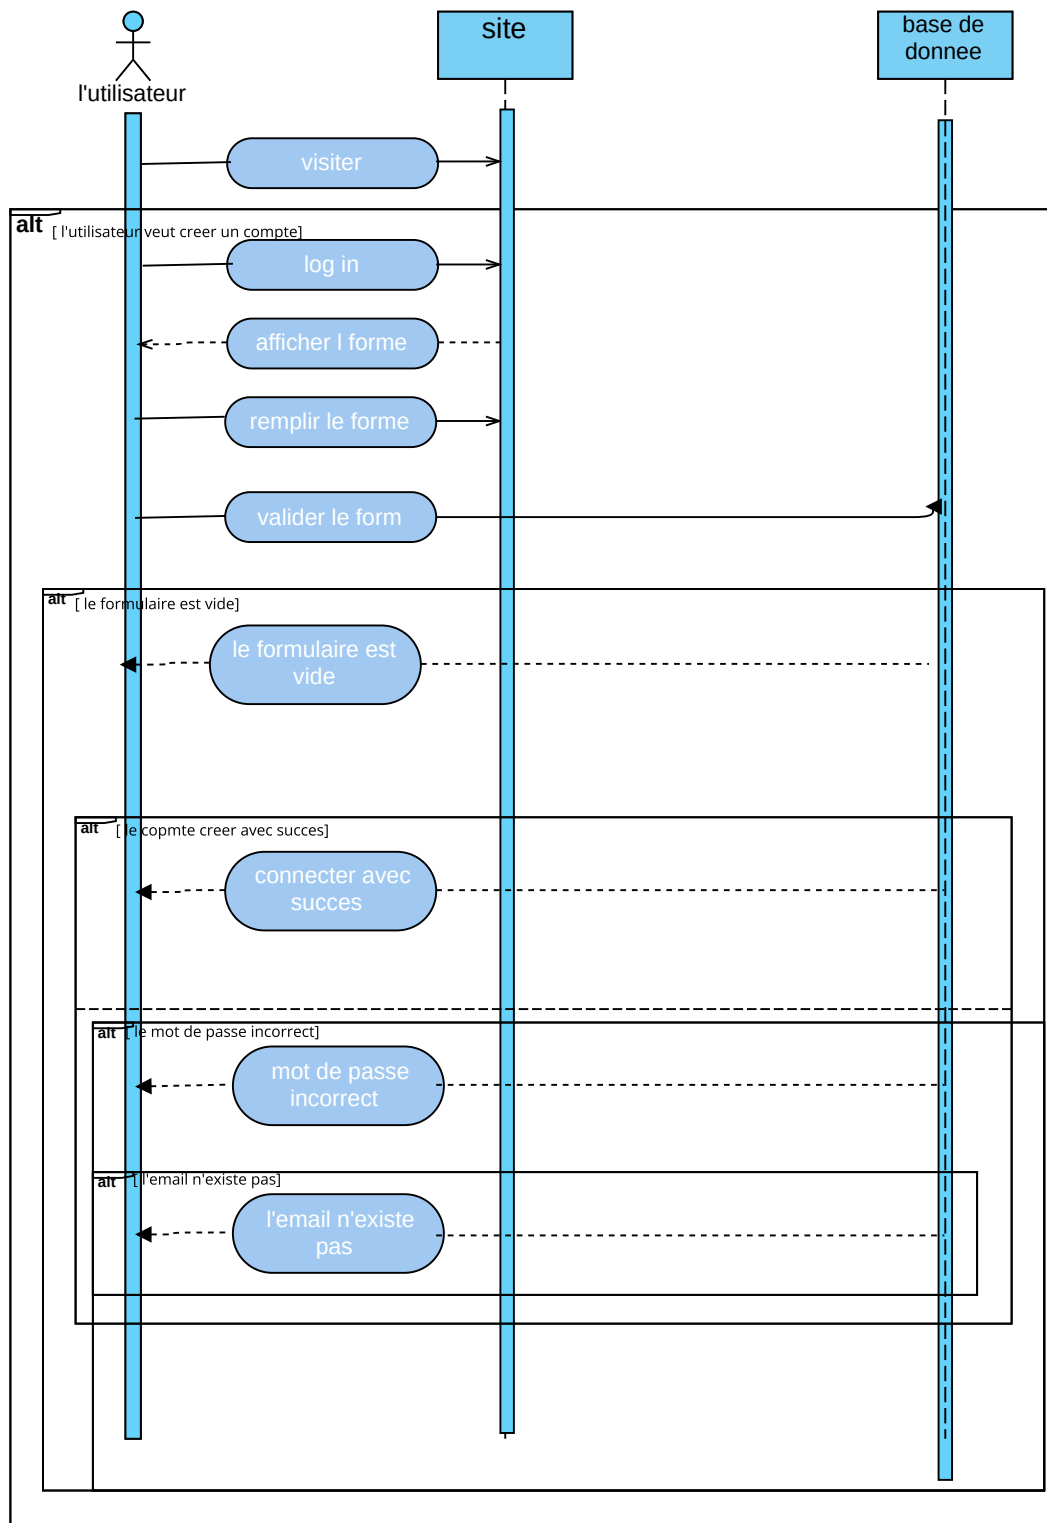 site
base de
donnee
l'utilisateur
visiter
alt
[ l'utilisateur veut creer un compte]
log in
afficher l forme
remplir le forme
valider le form
alt
[ le formulaire est vide]
le formulaire est
vide
alt
[ le copmte creer avec succes]
connecter avec
succes
alt
[ le mot de passe incorrect]
mot de passe
incorrect
alt
[ l'email n'existe pas]
l'email n'existe
pas